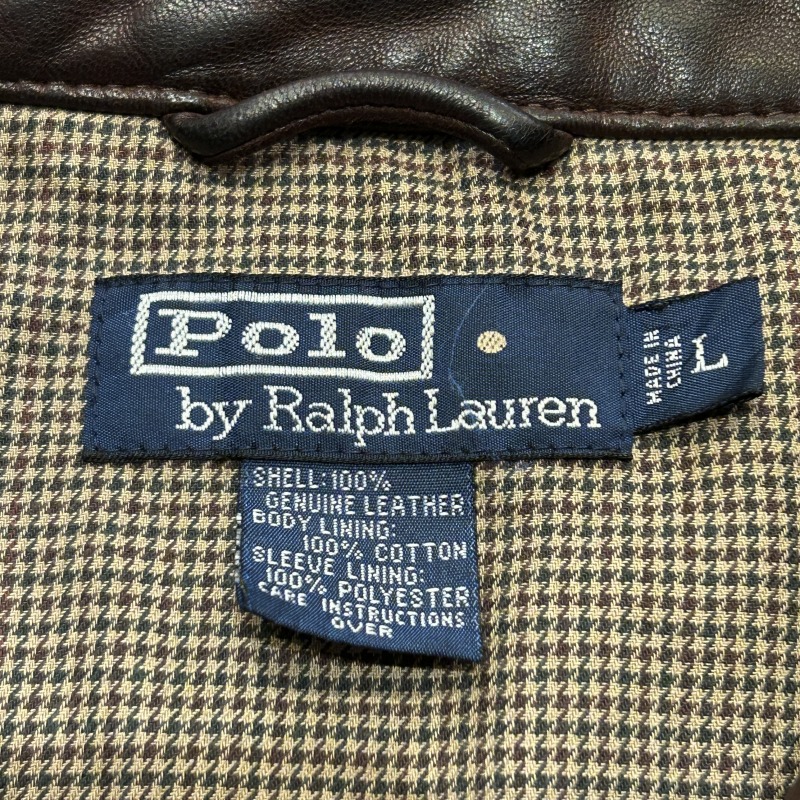 Polo
by Ralph Lauren
MADE IN
CHINA
L
SHELL: 100%
GENUINE LEATHER
BODY LINING:
100% COTTON
SLEEVE LINING:
100% POLYESTER
CARE INSTRUCTIONS
OVER